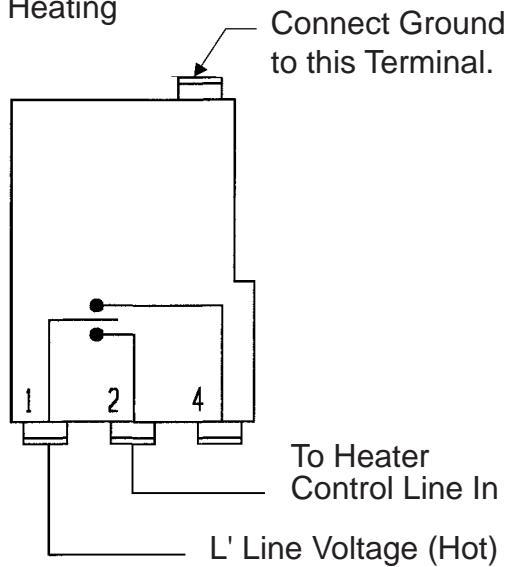 Heating
Connect Ground
to this Terminal.
1 2 4
To Heater
Control Line In
L' Line Voltage (Hot)